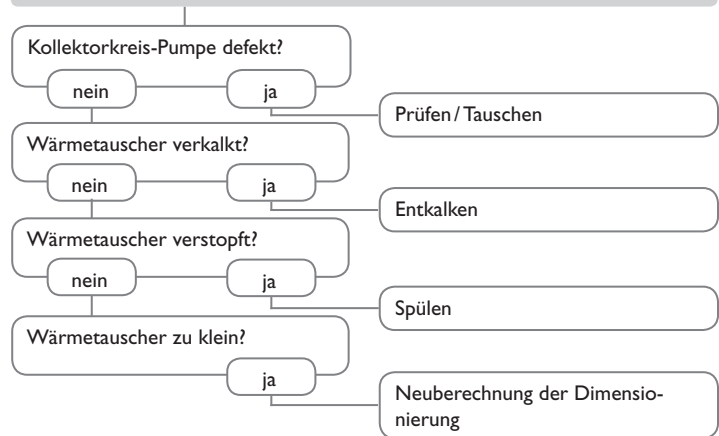 Kollektorkreis-Pumpe defekt?
nein
ja
Prüfen / Tauschen
Wärmetauscher verkalkt?
nein
ja
Entkalken
Wärmetauscher verstopft?
nein
ja
Spülen
Wärmetauscher zu klein?
ja
Neuberechnung der Dimensio-
nierung